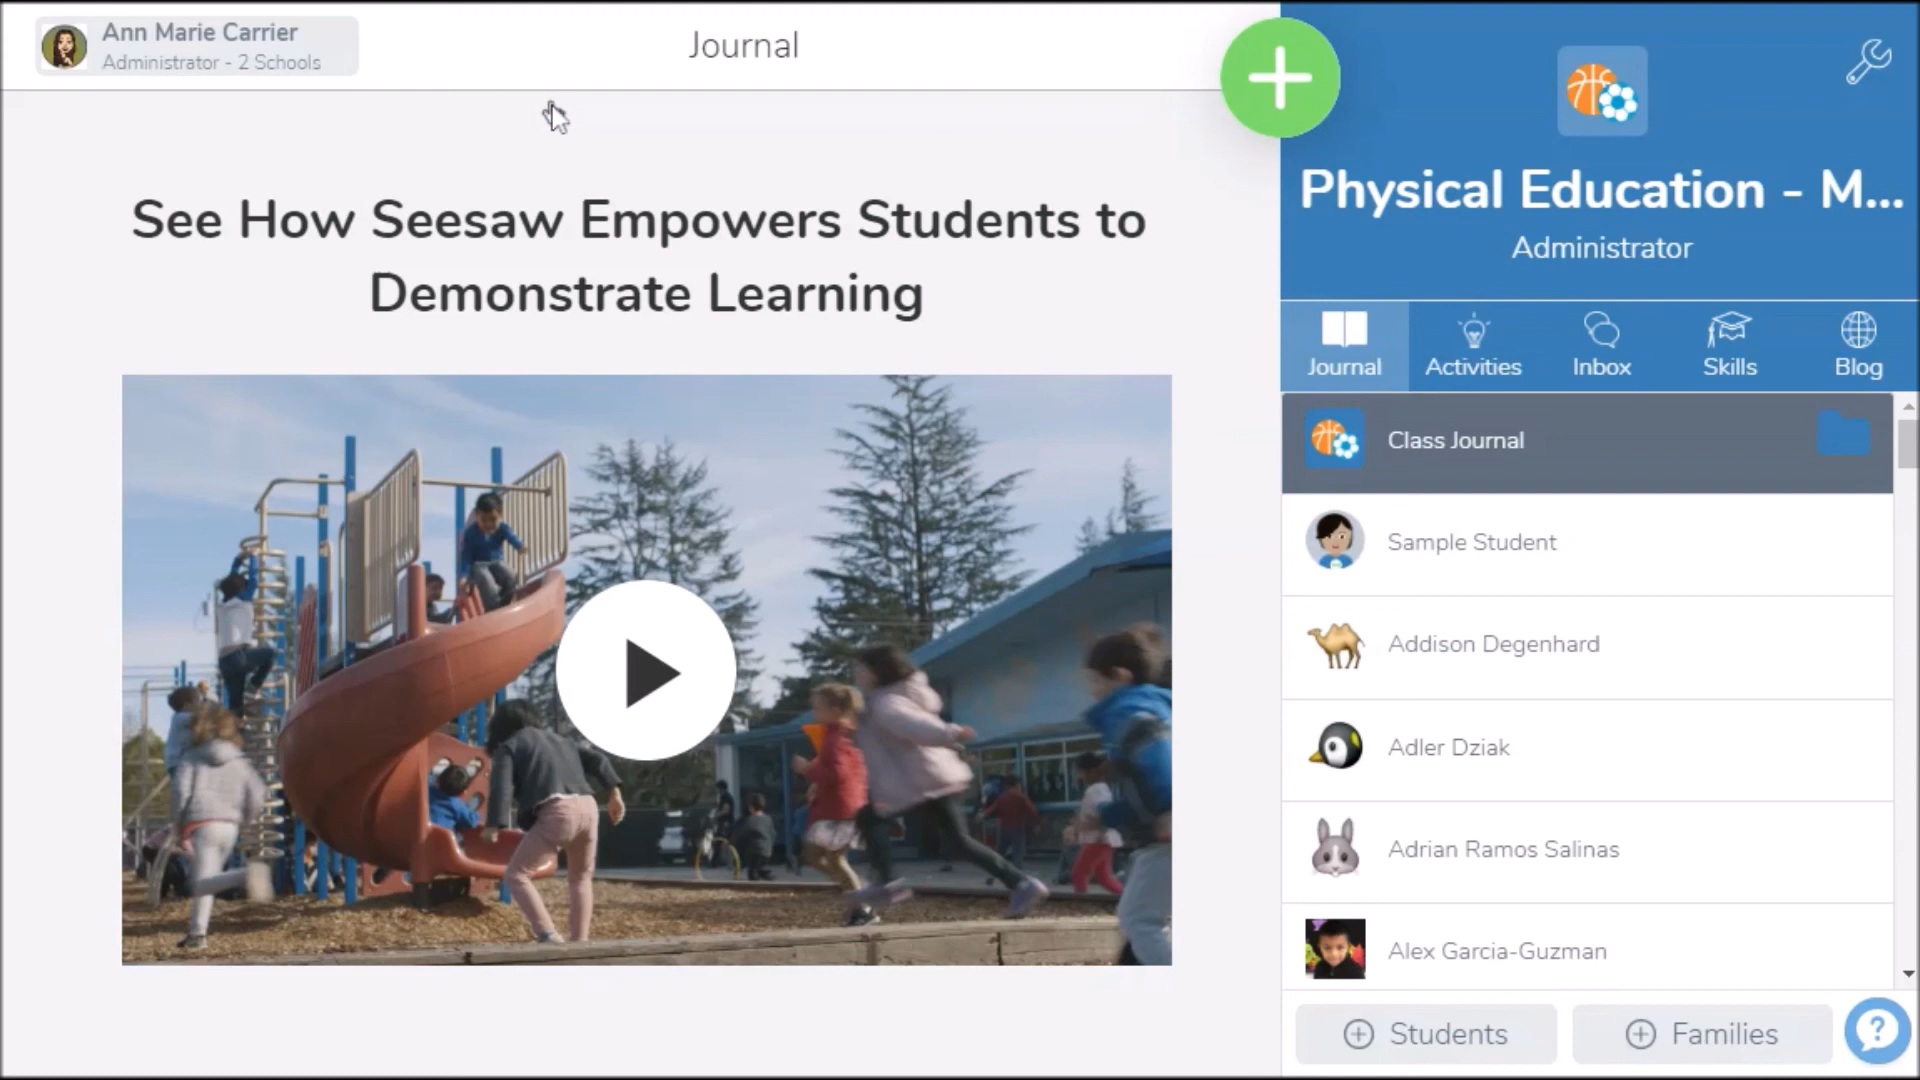 Ann Marie Carrier
Administrator - 2 Schools
Journal
See How Seesaw Empowers Students to
Demonstrate Learning
Physical Education - M...
Administrator
Journal
Activities
Inbox
Skills
Blog
Class Journal
Sample Student
Addison Degenhard
Adler Dziak
Adrian Ramos Salinas
Alex Garcia-Guzman
Students
Families